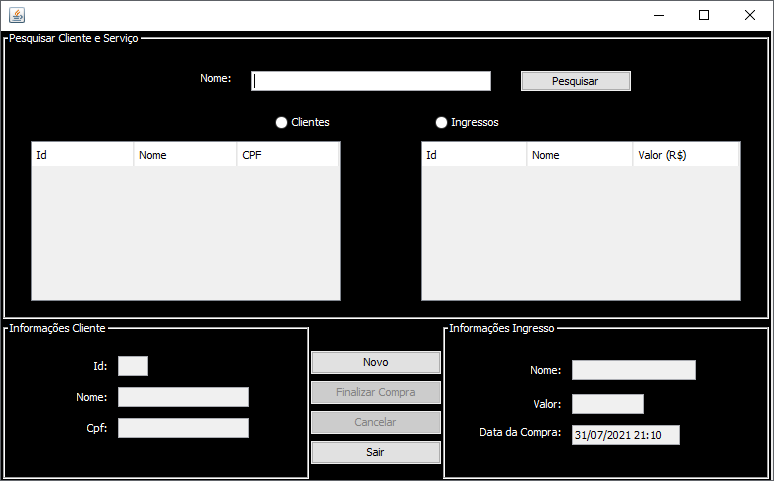 Pesquisar Cliente e Serviço
Nome:
Pesquisar
Clientes
Ingressos
Id Nome CPF
Id Nome Valor (R$)
Informações Cliente
Id:
Nome:
Cpf:
Novo
Finalizar Compra
Cancelar
Sair
Informações Ingresso
Nome:
Valor:
Data da Compra: 31/07/2021 21:10